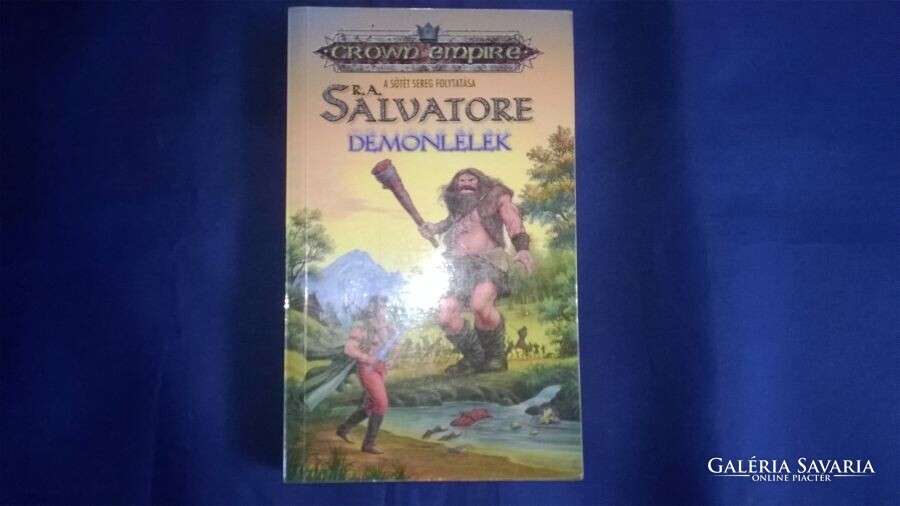 CROWN EMPIRE
A SÖTÉT SEREG FOLYTATÁSA
R.A.
SALVATORE
DÉMONLÉLEK
GALÉRIA SAVARIA
ONLINE PIACTÉR